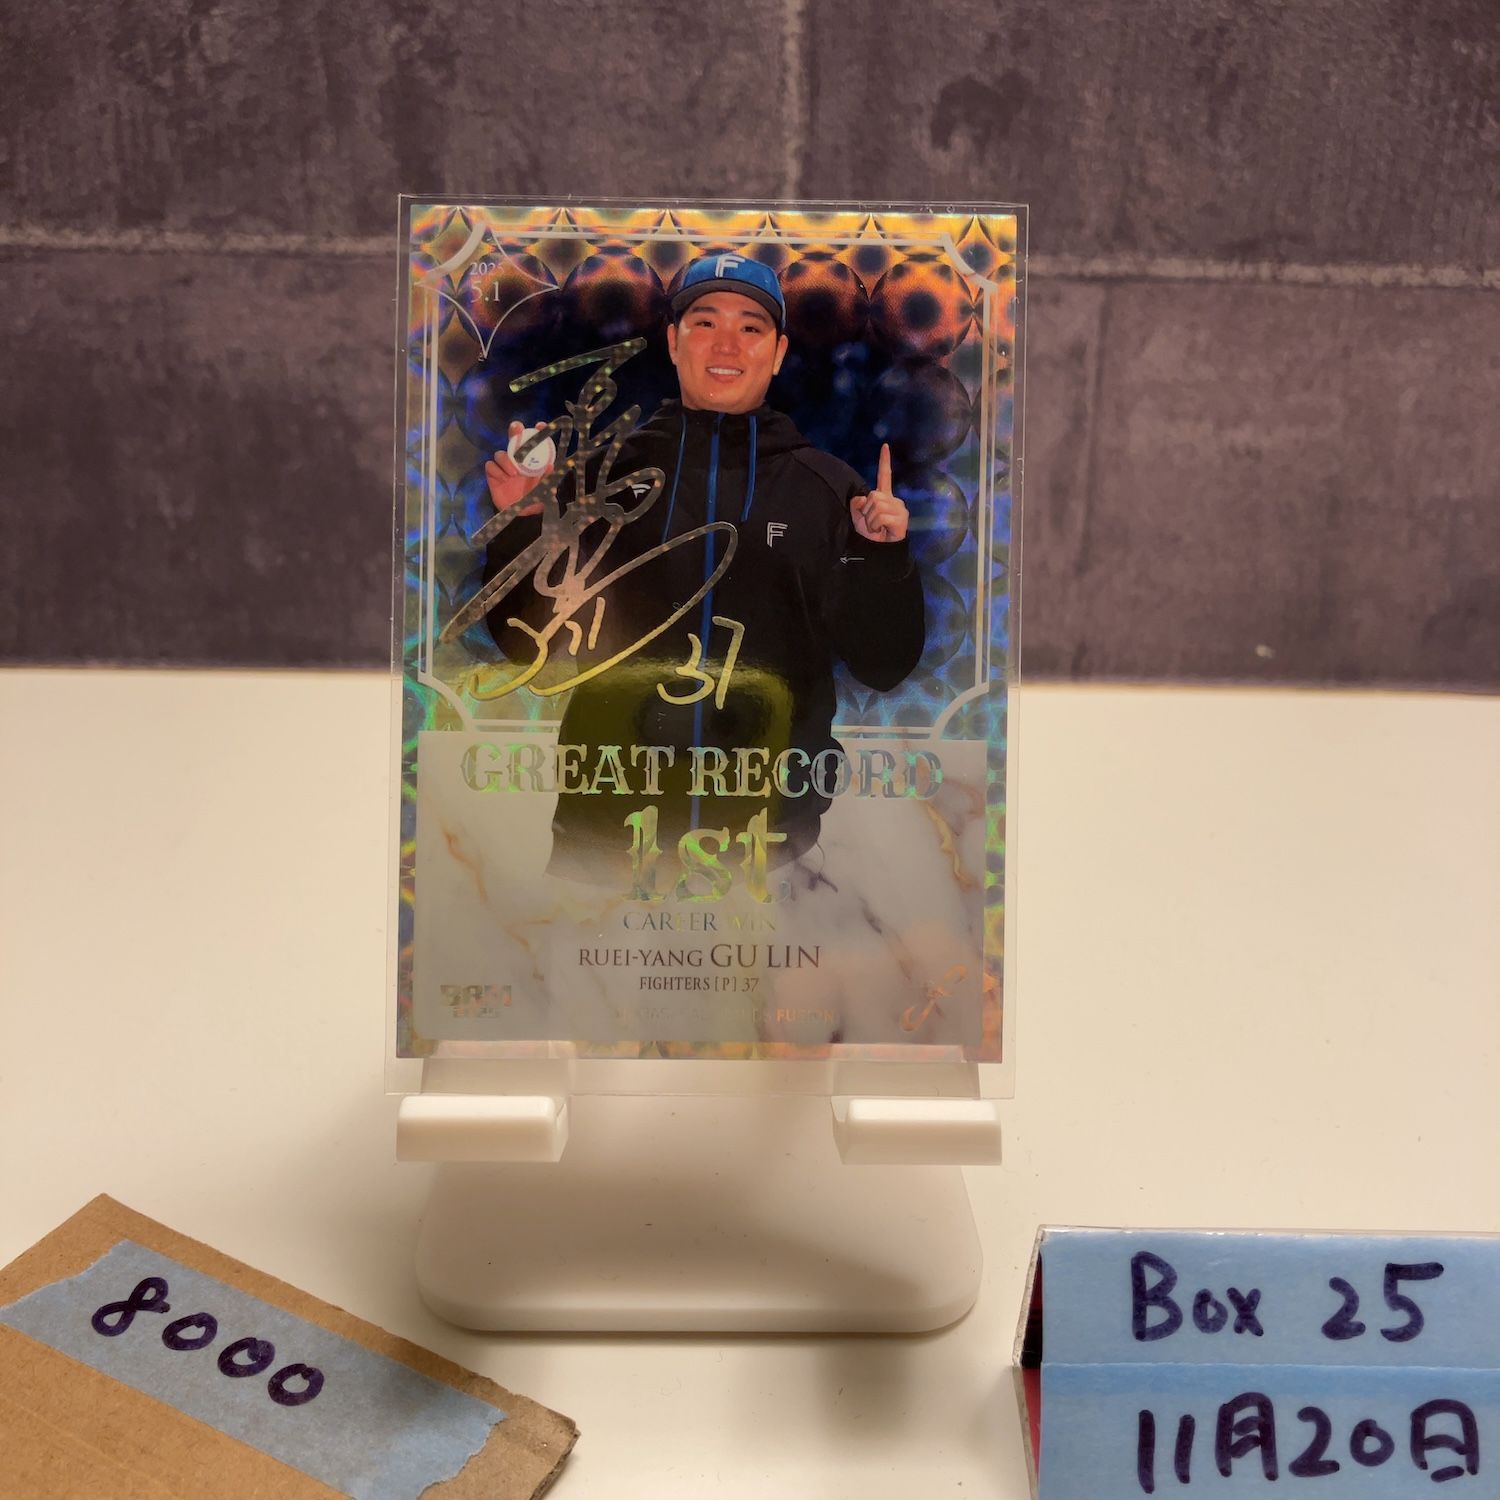 2025
5.1
F
F
37
GREAT RECORD
1st
CAREER WIN
RUEI-YANG GU LIN
FIGHTERS [P] 37
BBM
2025
FUSION
8000
Box 25
11月20日